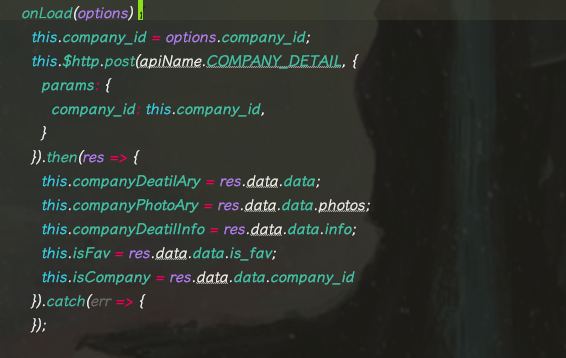 onLoad(options) {
this.company_id = options.company_id;
this.$http.post(apiName.COMPANY_DETAIL, {
params: {
company_id: this.company_id,
}
}).then(res => {
this.companyDeatilAry = res.data.data;
this.companyPhotoAry = res.data.data.photos;
this.companyDeatilInfo = res.data.data.info;
this.isFav = res.data.data.is_fav;
this.isCompany = res.data.data.company_id
}).catch(err => {
});